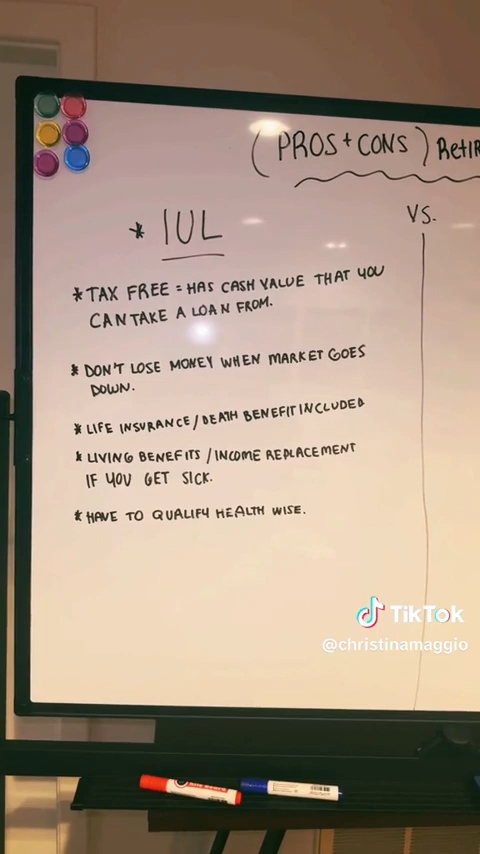 (PROS + CONS) RetIR
* IUL
VS.
* TAX FREE = HAS CASH VALUE THAT YOU
CAN TAKE A LOAN FROM.
* DON'T LOSE MONEY WHEN MARKET GOES
DOWN.
* LIFE INSURANCE / DEATH BENEFIT INCLUDED
* LIVING BENEFITS / INCOME REPLACEMENT
IF YOU GET SICK.
* HAVE TO QUALIFY HEALTH WISE.
TikTok
@christinamaggio